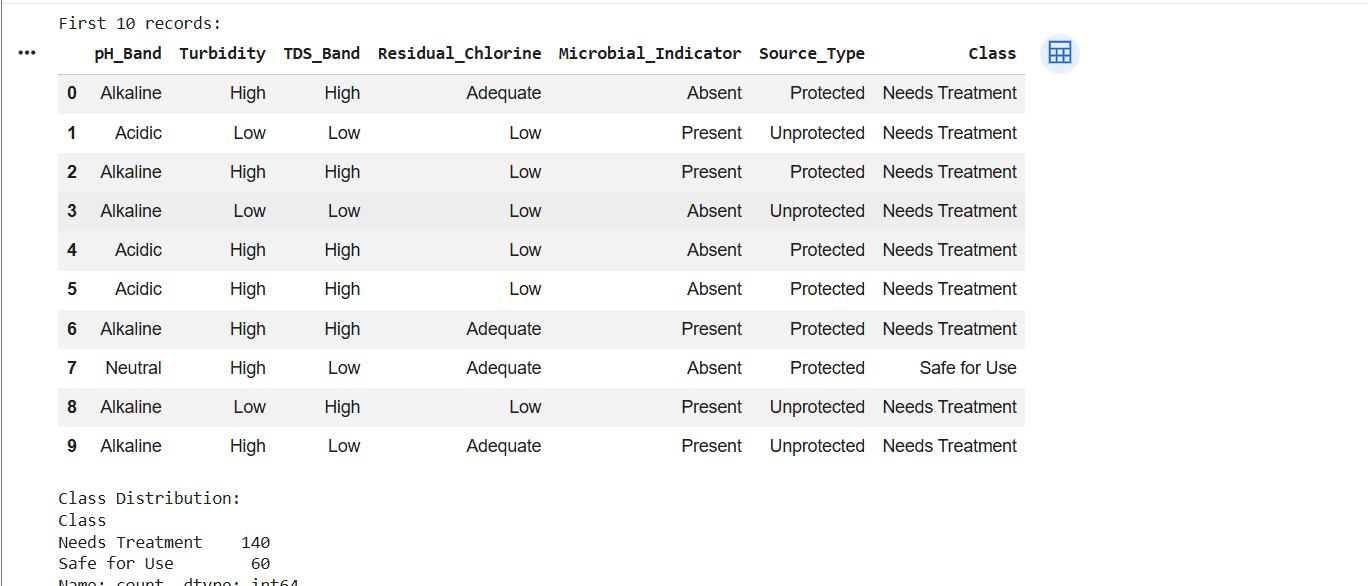 First 10 records:
pH_Band Turbidity TDS_Band Residual_Chlorine Microbial_Indicator Source_Type Class
0 Alkaline High High Adequate Absent Protected Needs Treatment
1 Acidic Low Low Low Present Unprotected Needs Treatment
2 Alkaline High High Low Present Protected Needs Treatment
3 Alkaline Low Low Low Absent Unprotected Needs Treatment
4 Acidic High High Low Absent Protected Needs Treatment
5 Acidic High High Low Absent Protected Needs Treatment
6 Alkaline High High Adequate Present Protected Needs Treatment
7 Neutral High Low Adequate Absent Protected Safe for Use
8 Alkaline Low High Low Present Unprotected Needs Treatment
9 Alkaline High Low Adequate Present Unprotected Needs Treatment
Class Distribution:
Class
Needs Treatment 140
Safe for Use 60
Name: count, dtype: int64